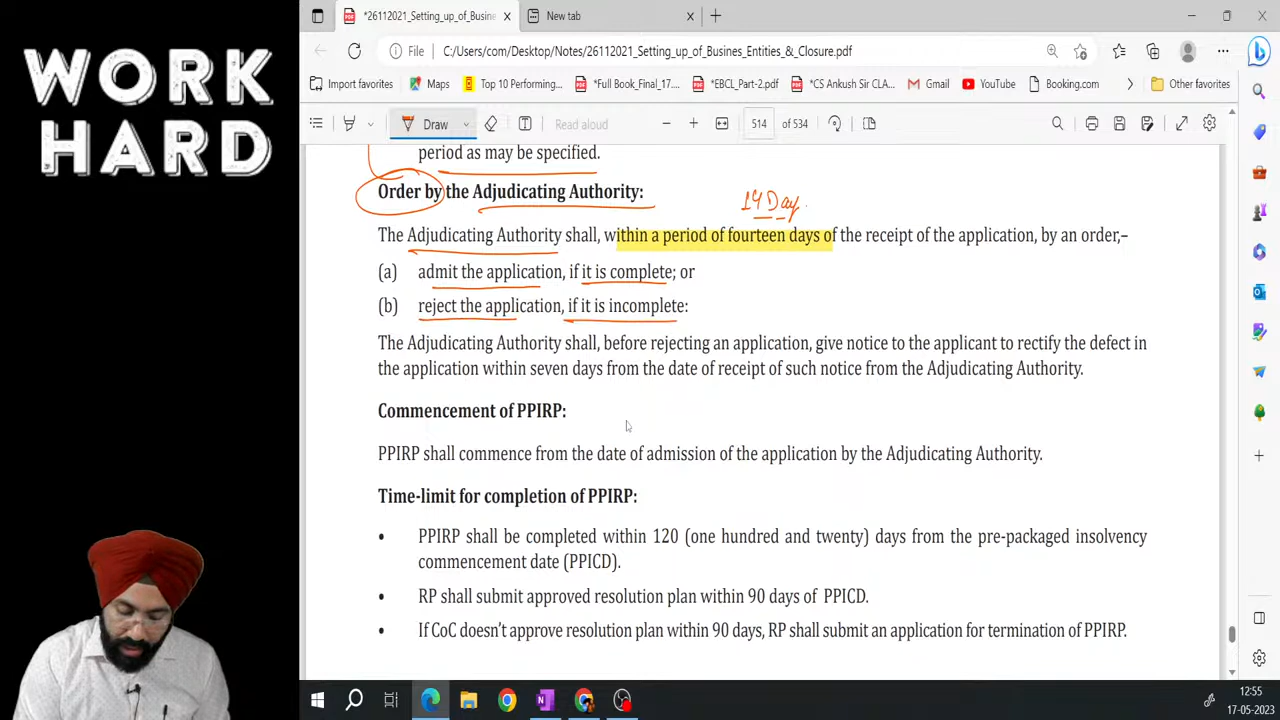 WORK
HARD
*26112021_Setting_up_of_Busines
New tab
File
C:/Users/com/Desktop/Notes/26112021_Setting_up_of_Busines_Entities_&_Closure.pdf
Import favorites
Maps
Top 10 Performing...
*Full Book_Final_17....
*EBCL_Part-2.pdf
*CS Ankush Sir CLA...
Gmail
YouTube
Booking.com
Other favorites
Draw
Read aloud
514
of 534
period as may be specified.
Order by the Adjudicating Authority:
14 Day.
The Adjudicating Authority shall, within a period of fourteen days of the receipt of the application, by an order,–
(a) admit the application, if it is complete; or
(b) reject the application, if it is incomplete:
The Adjudicating Authority shall, before rejecting an application, give notice to the applicant to rectify the defect in
the application within seven days from the date of receipt of such notice from the Adjudicating Authority.
Commencement of PPIRP:
PPIRP shall commence from the date of admission of the application by the Adjudicating Authority.
Time-limit for completion of PPIRP:
• PPIRP shall be completed within 120 (one hundred and twenty) days from the pre-packaged insolvency
commencement date (PPICD).
• RP shall submit approved resolution plan within 90 days of PPICD.
• If CoC doesn't approve resolution plan within 90 days, RP shall submit an application for termination of PPIRP.
12:55
17-05-2023